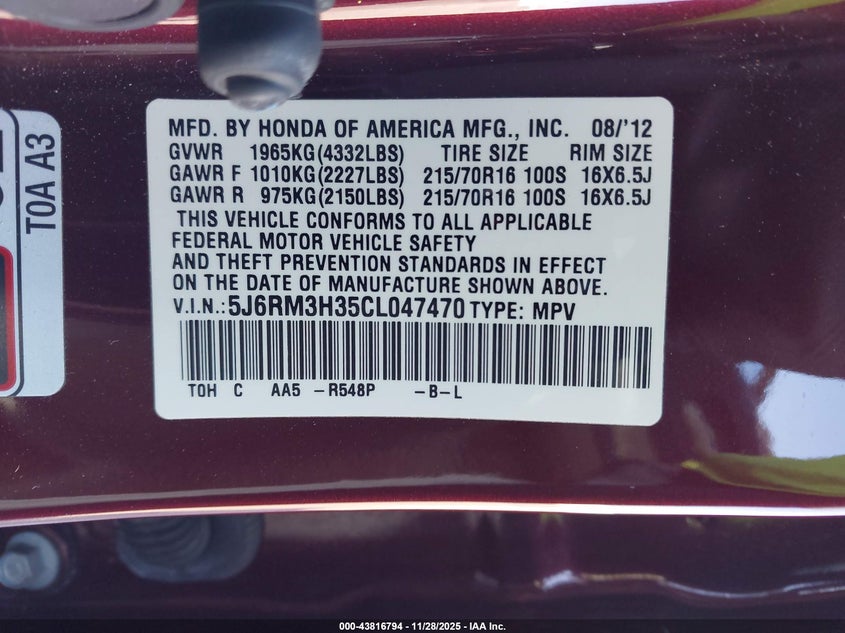 MFD. BY HONDA OF AMERICA MFG., INC. 08/'12
GVWR 1965KG(4332LBS) TIRE SIZE RIM SIZE
GAWR F 1010KG(2227LBS) 215/70R16 100S 16X6.5J
GAWR R 975KG(2150LBS) 215/70R16 100S 16X6.5J
THIS VEHICLE CONFORMS TO ALL APPLICABLE
FEDERAL MOTOR VEHICLE SAFETY
AND THEFT PREVENTION STANDARDS IN EFFECT
ON THE DATE OF MANUFACTURE SHOWN ABOVE.
V.I.N.:5J6RM3H35CL047470 TYPE: MPV
TOH C AA5 -R548P -B-L
TOA A3
000-43816794 - 11/28/2025 - IAA Inc.